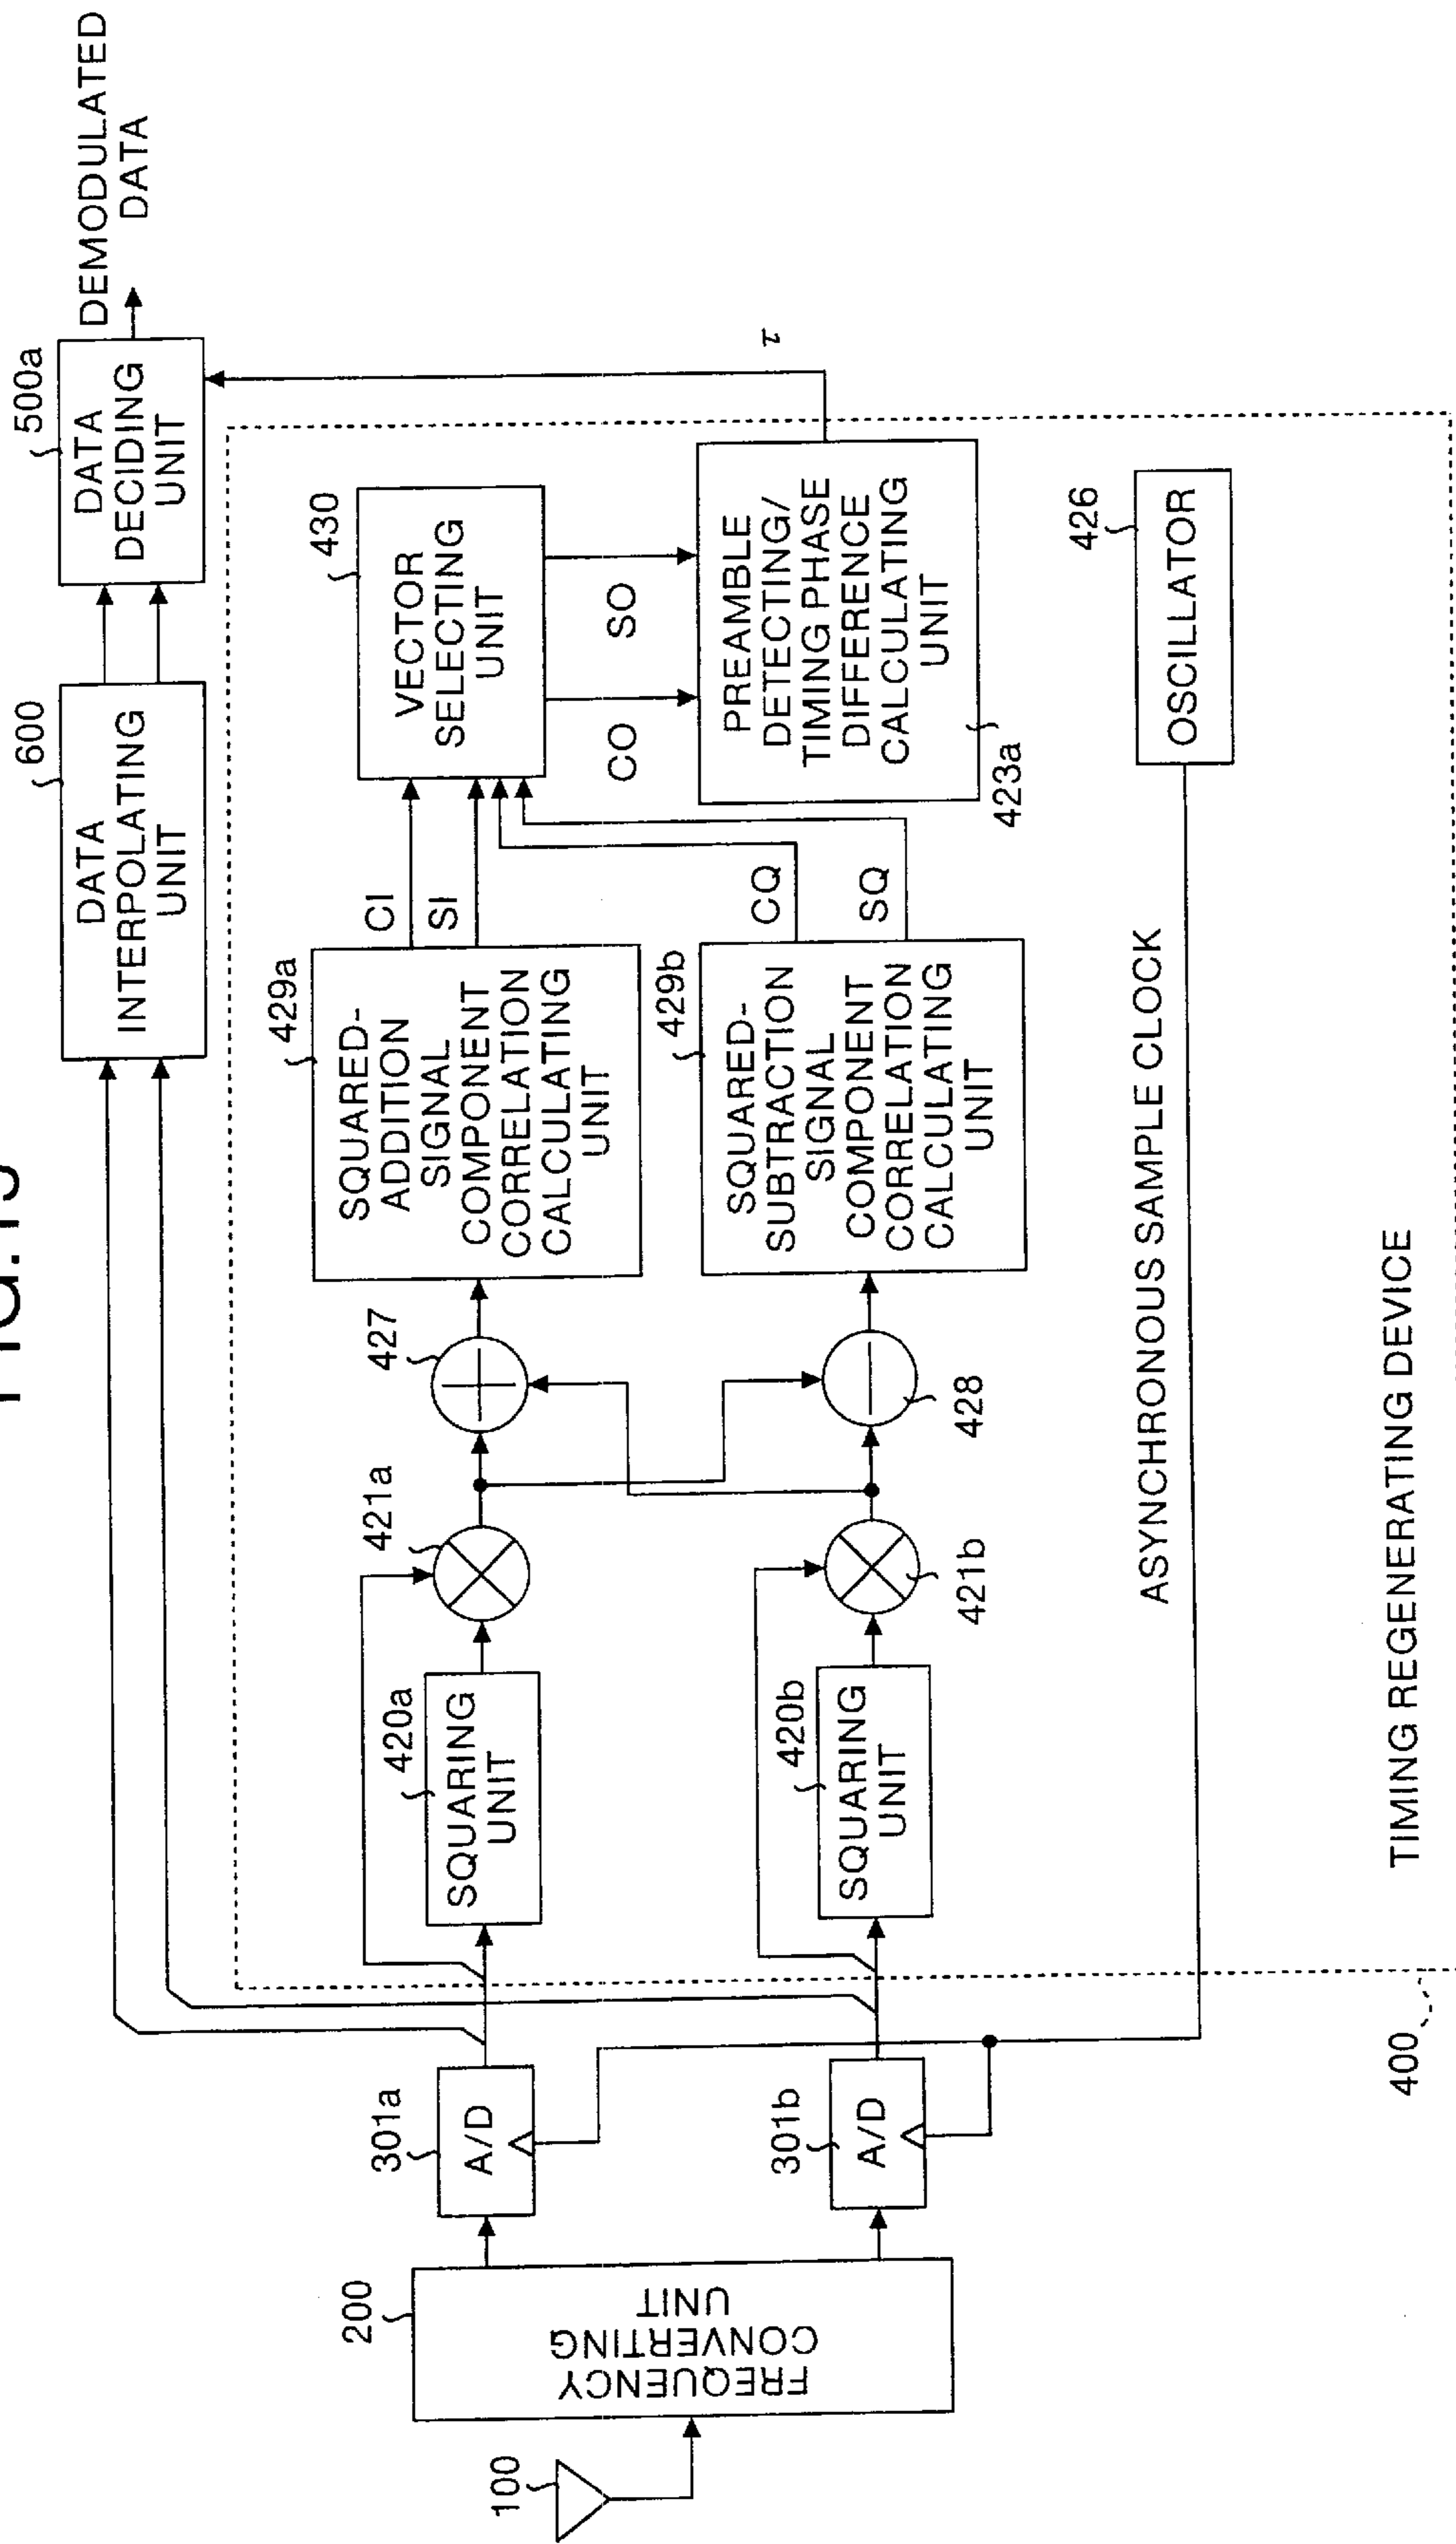 100
200
FREQUENCY
CONVERTING
UNIT
301a
A/D
301b
A/D
420a
SQUARING
UNIT
420b
SQUARING
UNIT
421a
421b
427
428
429a
SQUARED-
ADDITION
SIGNAL
COMPONENT
CORRELATION
CALCULATING
UNIT
429b
SQUARED-
SUBTRACTION
SIGNAL
COMPONENT
CORRELATION
CALCULATING
UNIT
CI
SI
CQ
SQ
430
VECTOR
SELECTING
UNIT
CO
SO
PREAMBLE
DETECTING/
TIMING PHASE
DIFFERENCE
CALCULATING
UNIT
423a
τ
600
DATA
INTERPOLATING
UNIT
500a
DATA
DECIDING
UNIT
DEMODULATED
DATA
426
OSCILLATOR
ASYNCHRONOUS SAMPLE CLOCK
TIMING REGENERATING DEVICE
400